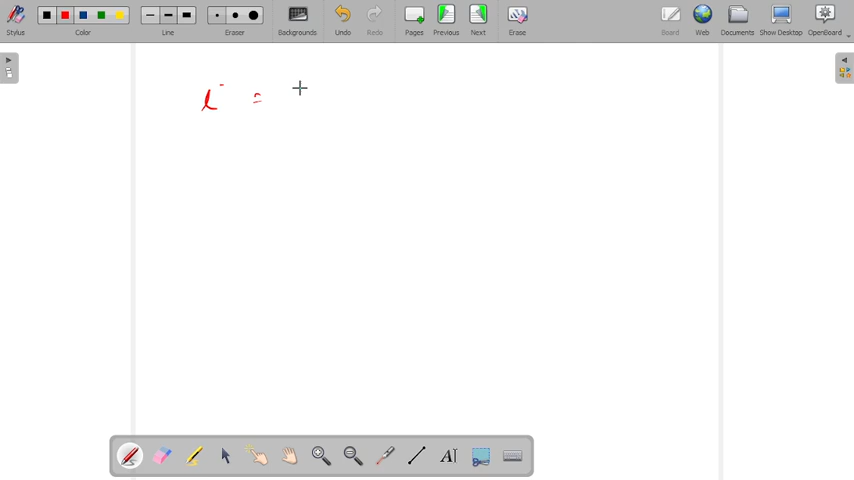 Stylus Color Line Eraser Backgrounds Undo Redo Pages Previous Next Erase Board Web Documents Show Desktop OpenBoard
i =